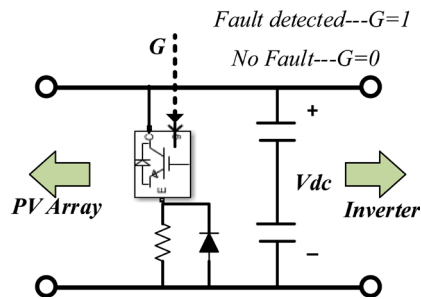 Fault detected---G=1
G
No Fault---G=0
+
C
g
E
Vdc
PV Array
Inverter
−